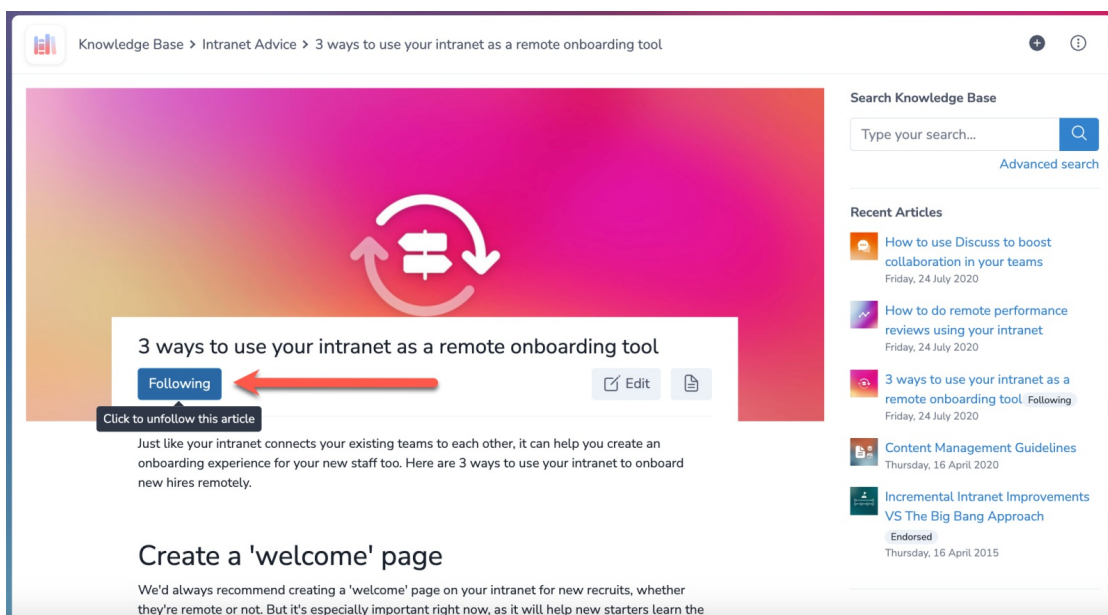 Knowledge Base > Intranet Advice > 3 ways to use your intranet as a remote onboarding tool
3 ways to use your intranet as a remote onboarding tool
Following
Edit
Click to unfollow this article
Just like your intranet connects your existing teams to each other, it can help you create an
onboarding experience for your new staff too. Here are 3 ways to use your intranet to onboard
new hires remotely.
Create a 'welcome' page
We'd always recommend creating a 'welcome' page on your intranet for new recruits, whether
they're remote or not. But it's especially important right now, as it will help new starters learn the
Search Knowledge Base
Type your search...
Advanced search
Recent Articles
How to use Discuss to boost
collaboration in your teams
Friday, 24 July 2020
How to do remote performance
reviews using your intranet
Friday, 24 July 2020
3 ways to use your intranet as a
remote onboarding tool Following
Friday, 24 July 2020
Content Management Guidelines
Thursday, 16 April 2020
Incremental Intranet Improvements
VS The Big Bang Approach
Endorsed
Thursday, 16 April 2015